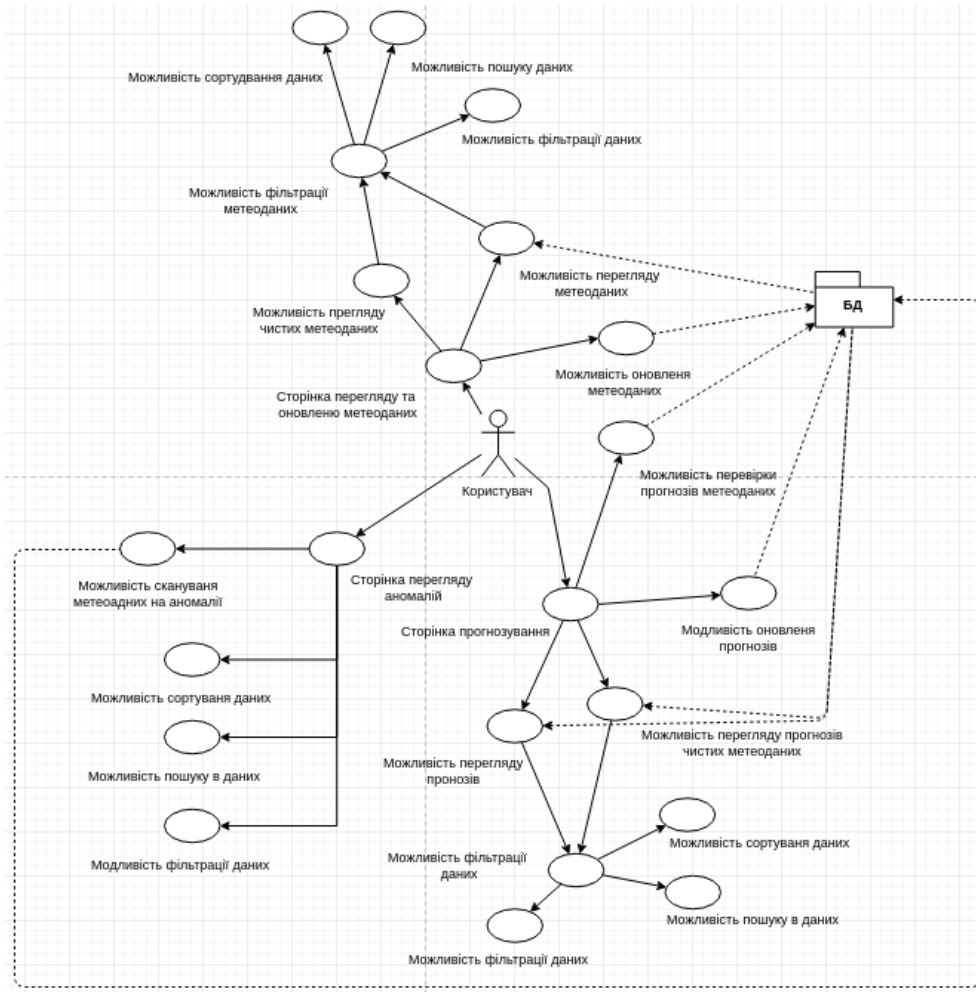 Можливість сортудвання даних
Можливість пошуку даних
Можливість фільтрації даних
Можливість фільтрації
метеоданих
Можливість перегляду
метеоданих
Можливість прегляду
чистих метеоданих
БД
Можливість оновленя
метеоданих
Сторінка перегляду та
оновленю метеоданих
Користувач
Можливість перевірки
прогнозів метеоданих
Можливість скануваня
метеоадних на аномалії
Сторінка перегляду
аномалій
Сторінка прогнозування
Модливість оновленя
прогнозів
Можливість сортуваня даних
Можливість перегляду прогнозів
чистих метеоданих
Можливість пошуку в даних
Можливість перегляду
пронозів
Модливість фільтрації даних
Можливість фільтрації
даних
Можливість сортуваня даних
Можливість пошуку в даних
Можливість фільтрації даних